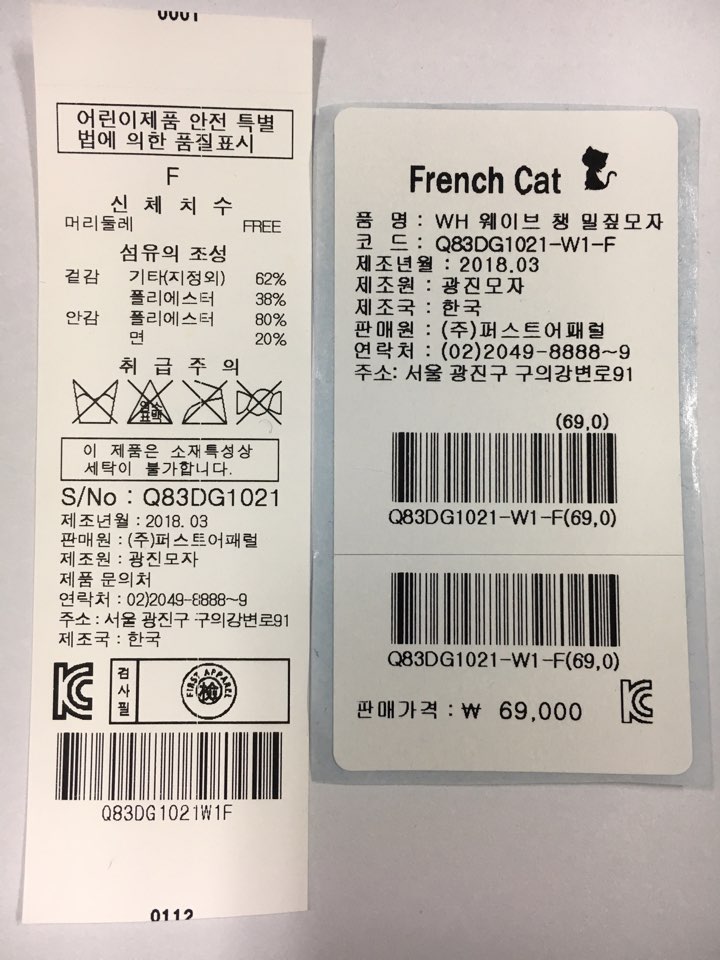 0001
어린이제품 안전 특별
법에 의한 품질표시
F
신 체 치 수
머리둘레 FREE
섬유의 조성
겉감 기타(지정외) 62%
폴리에스터 38%
안감 폴리에스터 80%
면 20%
취 급 주 의
염소
표백
이 제품은 소재특성상
세탁이 불가합니다.
S/No : Q83DG1021
제조년월 : 2018. 03
판매원 : (주)퍼스트어패럴
제조원 : 광진모자
제품 문의처
연락처 : 02)2049-8888~9
주소 : 서울 광진구 구의강변로91
제조국 : 한국
검사필
FIRST APPAREL
檢
Q83DG1021W1F
0112
French Cat
품 명 : WH 웨이브 챙 밀짚모자
코 드 : Q83DG1021-W1-F
제조년월 : 2018.03
제조원 : 광진모자
제조국 : 한국
판매원 : (주)퍼스트어패럴
연락처 : (02)2049-8888~9
주소: 서울 광진구 구의강변로91
(69,0)
Q83DG1021-W1-F(69,0)
Q83DG1021-W1-F(69,0)
판매가격 : ₩ 69,000